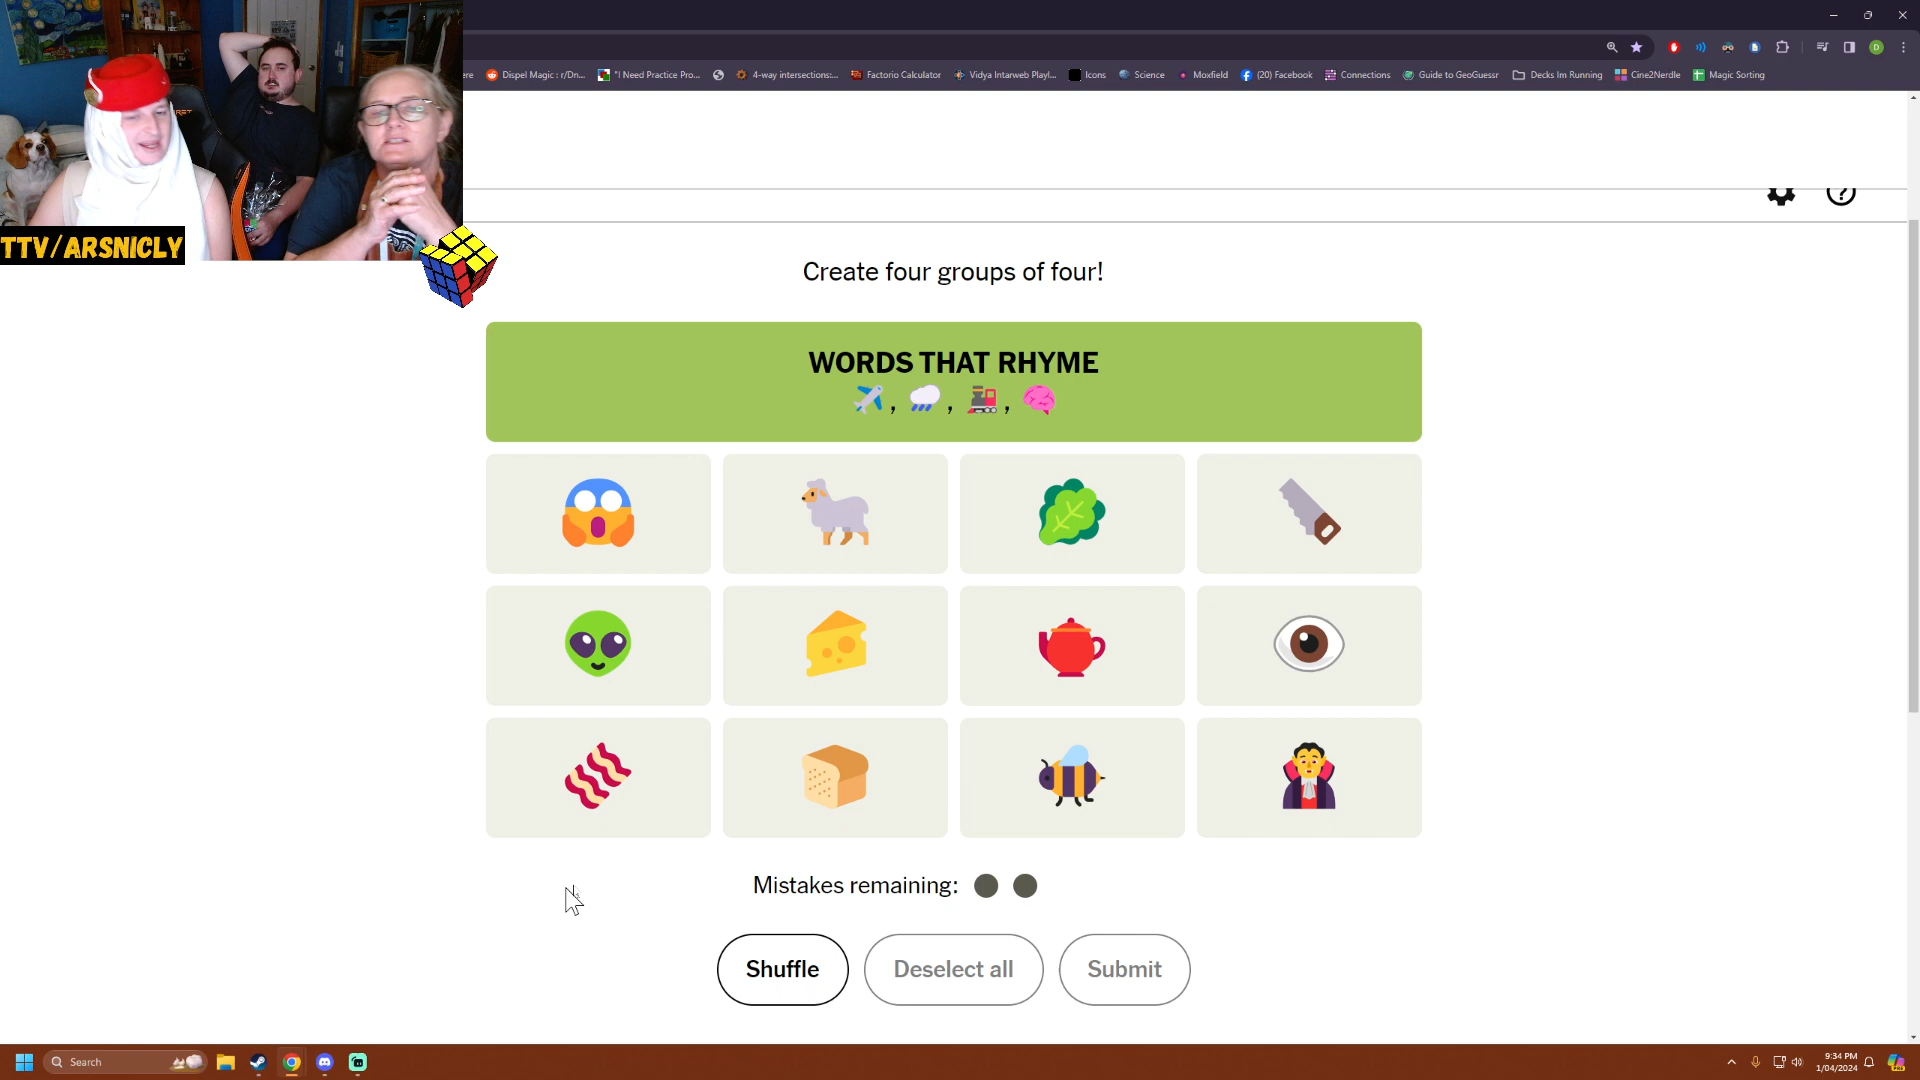 ere
Dispel Magic : r/Dn...
"I Need Practice Pro...
4-way intersections:...
Factorio Calculator
Vidya Intarweb Playl...
Icons
Science
Moxfield
(20) Facebook
Connections
Guide to GeoGuessr
Decks Im Running
Cine2Nerdle
Magic Sorting
TTV/ARSNICLY
Create four groups of four!
WORDS THAT RHYME
Mistakes remaining:
Shuffle
Deselect all
Submit
Search
9:34 PM
1/04/2024